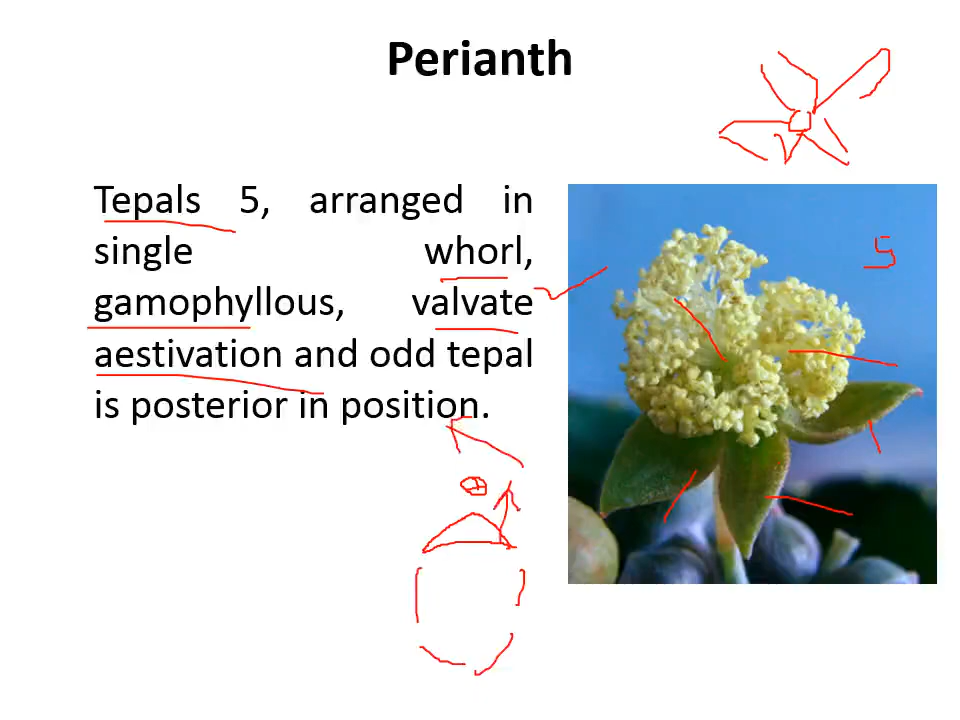 Perianth
Tepals 5, arranged in
single whorl,
gamophyllous, valvate
aestivation and odd tepal
is posterior in position.
5